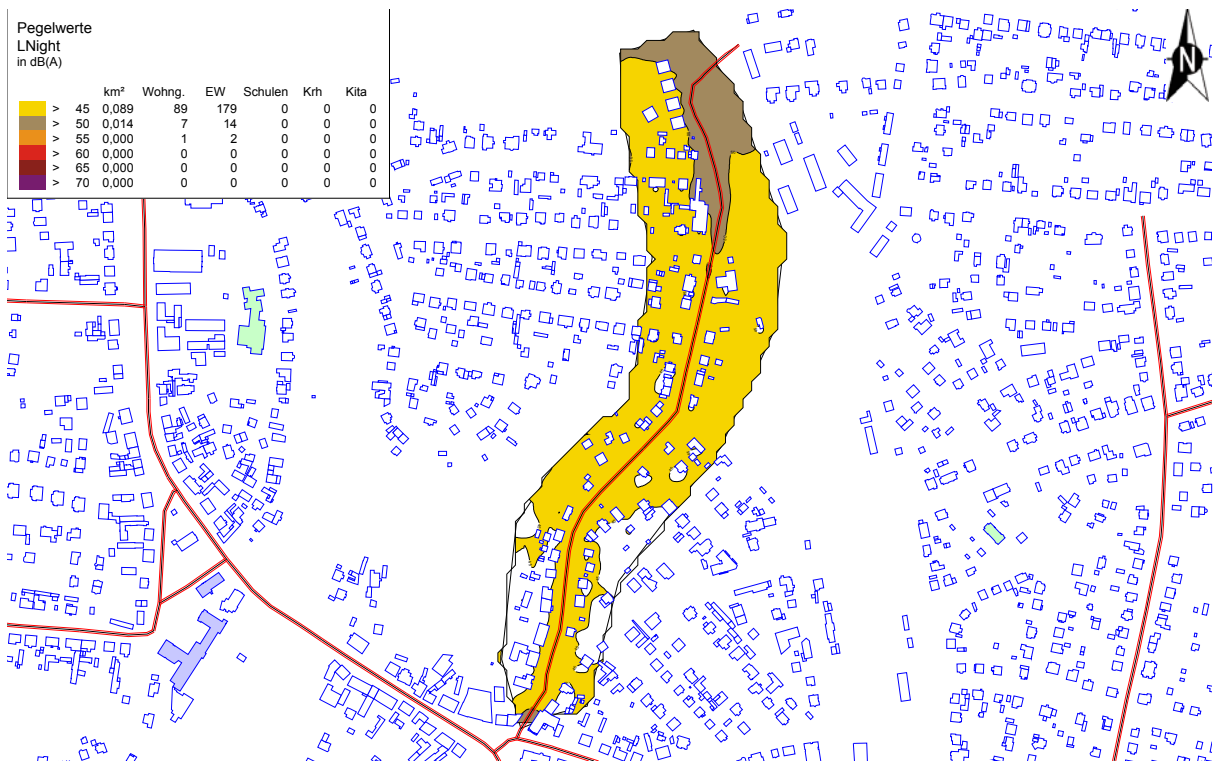 Pegelwerte
LNight
in dB(A)
km² Wohng. EW Schulen Krh Kita
> 45 0,089 89 179 0 0 0
> 50 0,014 7 14 0 0 0
> 55 0,000 1 2 0 0 0
> 60 0,000 0 0 0 0 0
> 65 0,000 0 0 0 0 0
> 70 0,000 0 0 0 0 0
N